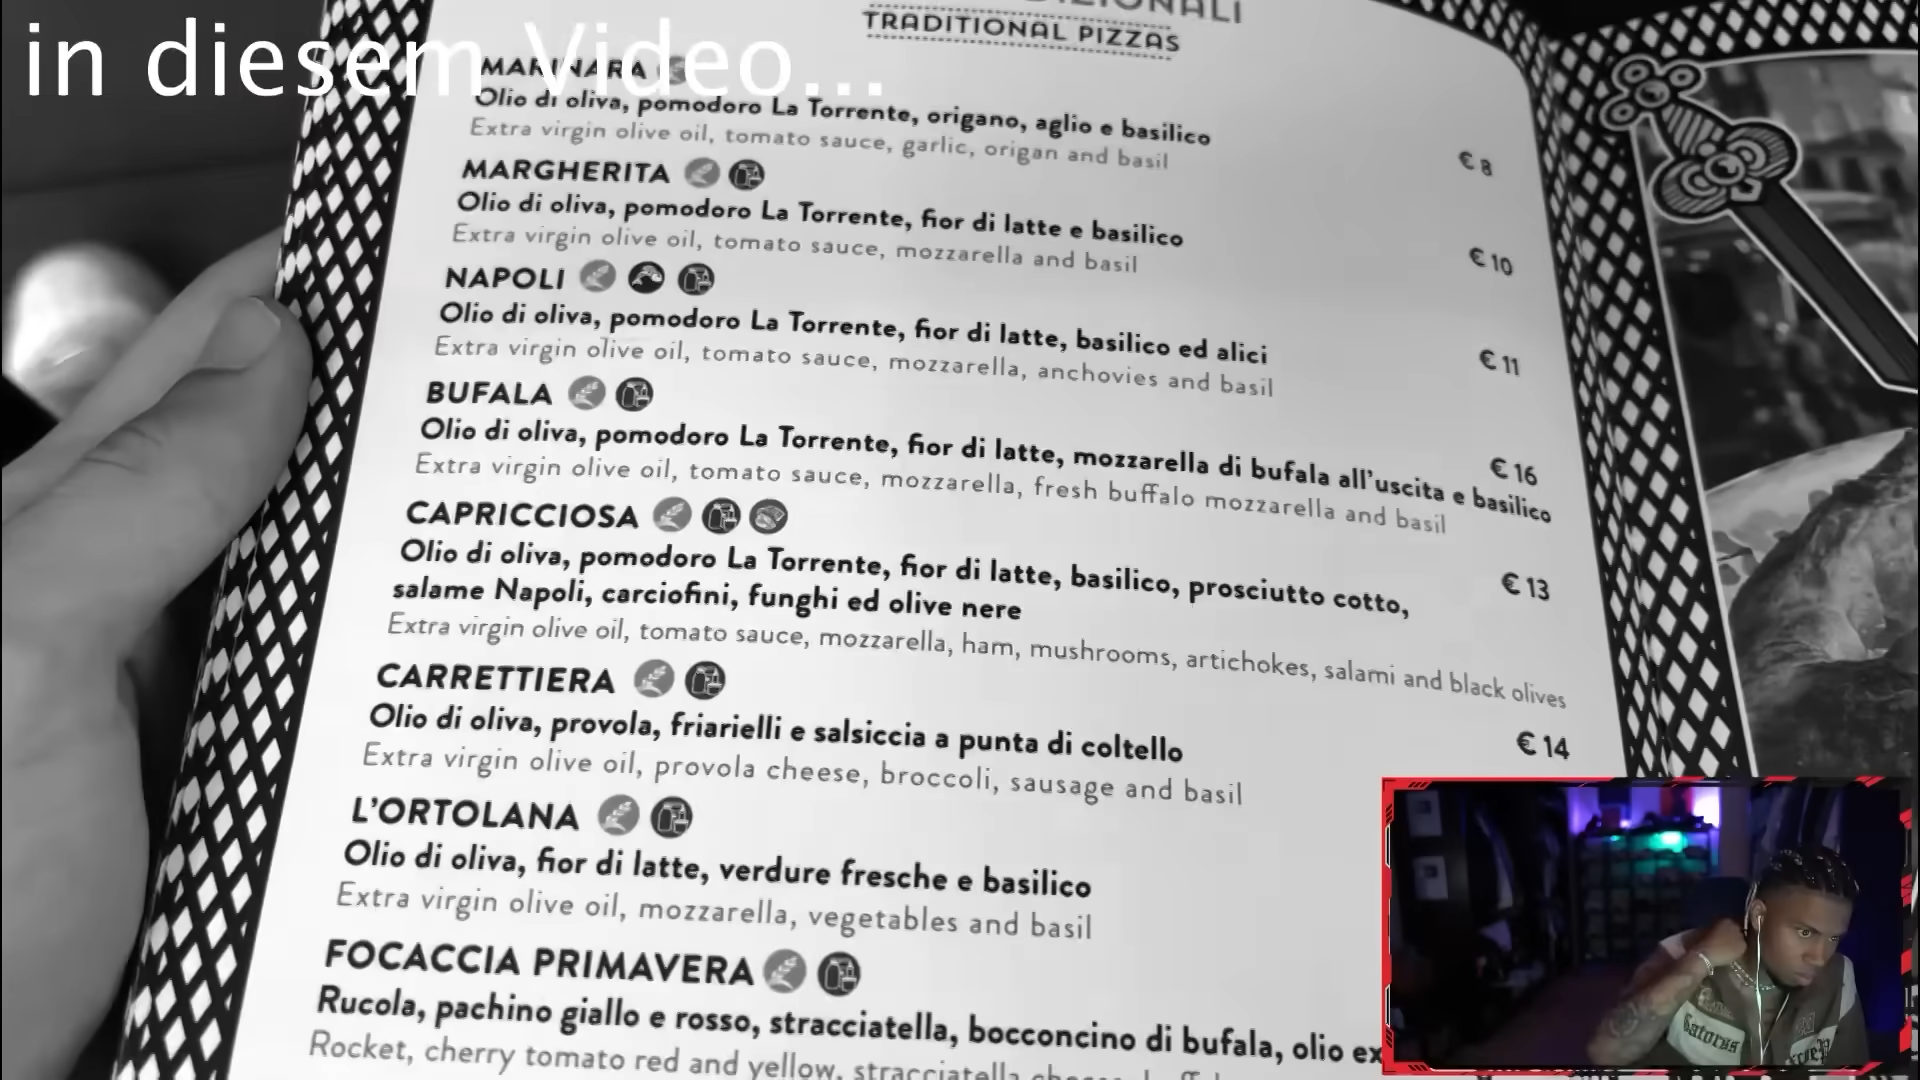 in diesem Video...
TRADITIONAL PIZZAS
MARINARA
Olio di oliva, pomodoro La Torrente, origano, aglio e basilico
Extra virgin olive oil, tomato sauce, garlic, origan and basil
€ 8
MARGHERITA
Olio di oliva, pomodoro La Torrente, fior di latte e basilico
Extra virgin olive oil, tomato sauce, mozzarella and basil
€ 10
NAPOLI
Olio di oliva, pomodoro La Torrente, fior di latte, basilico ed alici
Extra virgin olive oil, tomato sauce, mozzarella, anchovies and basil
€ 11
BUFALA
Olio di oliva, pomodoro La Torrente, fior di latte, mozzarella di bufala all'uscita e basilico
Extra virgin olive oil, tomato sauce, mozzarella, fresh buffalo mozzarella and basil
€ 16
CAPRICCIOSA
Olio di oliva, pomodoro La Torrente, fior di latte, basilico, prosciutto cotto,
salame Napoli, carciofini, funghi ed olive nere
Extra virgin olive oil, tomato sauce, mozzarella, ham, mushrooms, artichokes, salami and black olives
€ 13
CARRETTIERA
Olio di oliva, provola, friarielli e salsiccia a punta di coltello
Extra virgin olive oil, provola cheese, broccoli, sausage and basil
€ 14
L'ORTOLANA
Olio di oliva, fior di latte, verdure fresche e basilico
Extra virgin olive oil, mozzarella, vegetables and basil
FOCACCIA PRIMAVERA
Rucola, pachino giallo e rosso, stracciatella, bocconcino di bufala, olio ex
Rocket, cherry tomato red and yellow, stracciatella